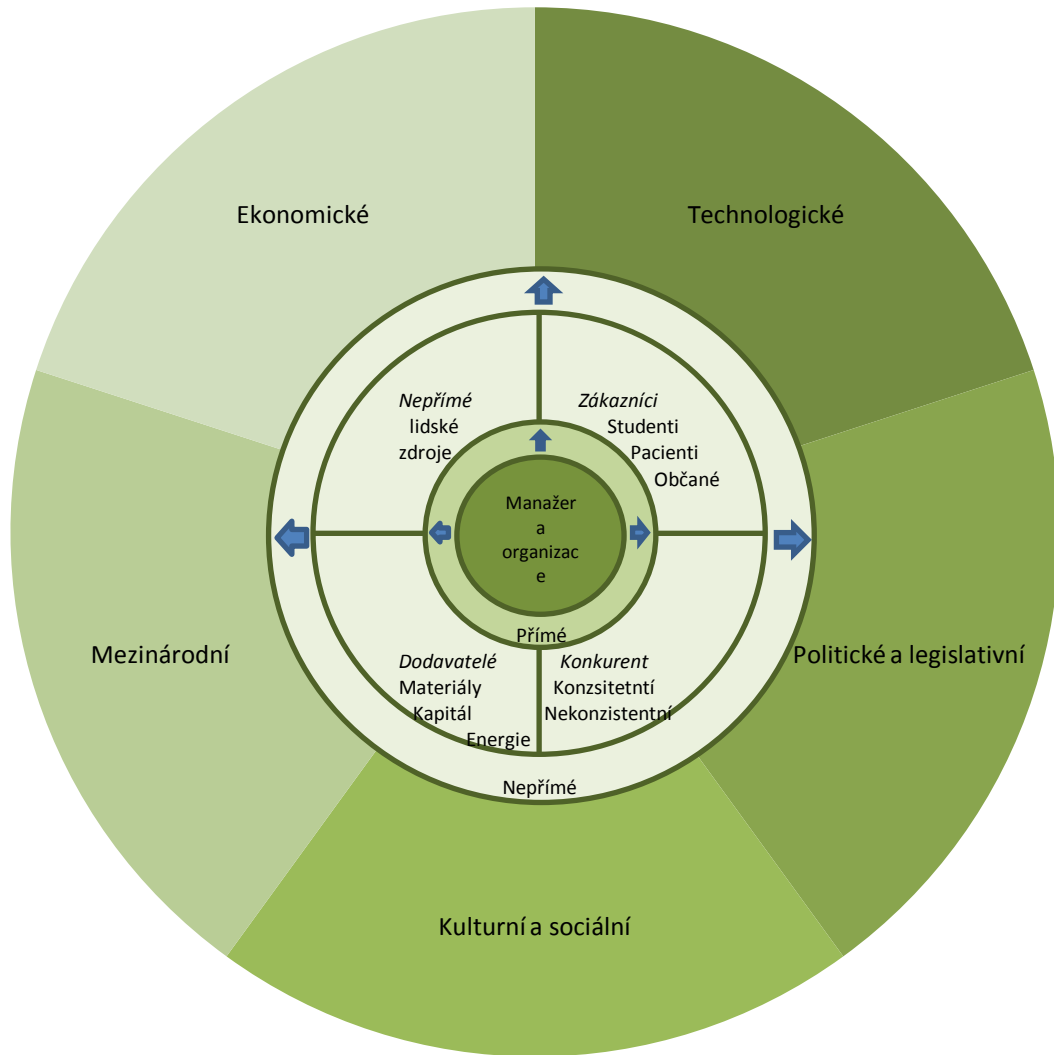 Ekonomické
Technologické
Nepřímé
lidské
zdroje
Zákazníci
Studenti
Pacienti
Občané
Manažer
a
organizac
e
Přímé
Mezinárodní
Politické a legislativní
Dodavatelé
Materiály
Kapitál
Energie
Konkurent
Konzsitetntí
Nekonzistentní
Nepřímé
Kulturní a sociální